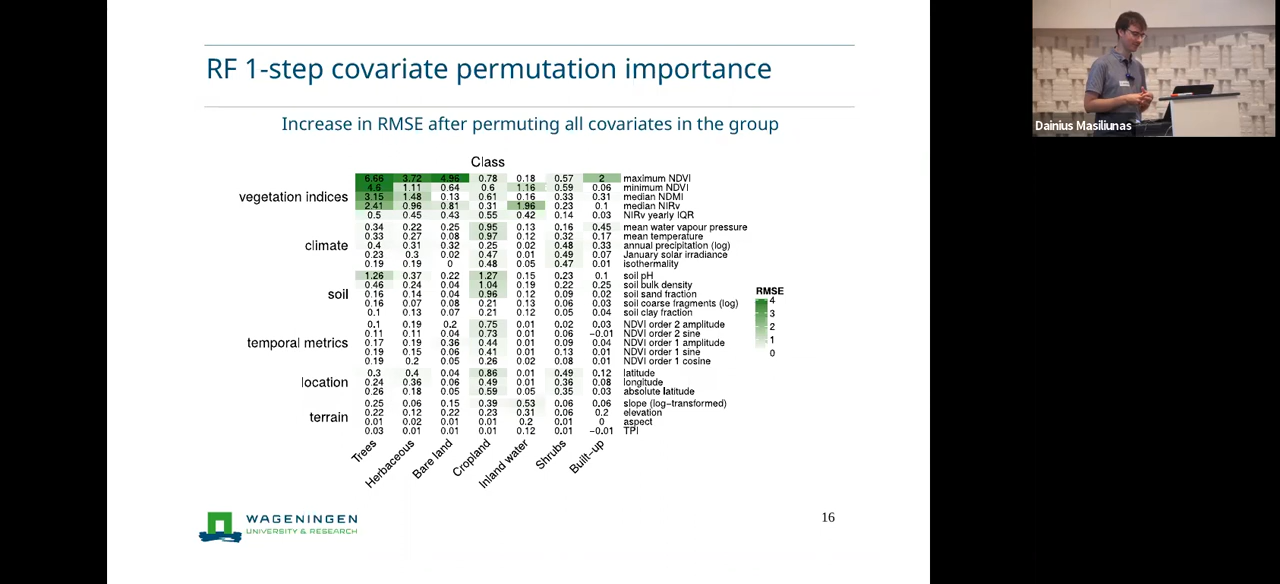 RF 1-step covariate permutation importance
Dainius Masiliunas
Increase in RMSE after permuting all covariates in the group
Class
vegetation indices
6.66 3.72 4.96 0.78 0.18 0.57 2 maximum NDVI
4.6 1.11 0.64 0.6 1.16 0.59 0.06 minimum NDVI
3.15 1.48 0.13 0.61 0.16 0.33 0.31 median NDMI
2.41 0.96 0.81 0.31 1.96 0.23 0.1 median NIRv
0.5 0.45 0.43 0.55 0.42 0.14 0.03 NIRv yearly IQR
climate
0.34 0.22 0.25 0.95 0.13 0.16 0.45 mean water vapour pressure
0.33 0.27 0.08 0.97 0.12 0.32 0.17 mean temperature
0.4 0.31 0.32 0.25 0.02 0.48 0.33 annual precipitation (log)
0.23 0.3 0.02 0.47 0.01 0.49 0.07 January solar irradiance
0.19 0.19 0 0.48 0.05 0.47 0.01 isothermality
soil
1.26 0.37 0.22 1.27 0.15 0.23 0.1 soil pH
0.46 0.24 0.04 1.04 0.19 0.22 0.25 soil bulk density
0.16 0.14 0.04 0.96 0.12 0.09 0.02 soil sand fraction
0.16 0.07 0.08 0.21 0.13 0.06 0.03 soil coarse fragments (log)
0.1 0.13 0.07 0.21 0.12 0.05 0.04 soil clay fraction
temporal metrics
0.1 0.19 0.2 0.75 0.01 0.02 0.03 NDVI order 2 amplitude
0.11 0.11 0.04 0.73 0.01 0.06 −0.01 NDVI order 2 sine
0.17 0.19 0.36 0.44 0.01 0.09 0.04 NDVI order 1 amplitude
0.19 0.15 0.06 0.41 0.01 0.13 0.01 NDVI order 1 sine
0.19 0.2 0.05 0.26 0.02 0.08 0.01 NDVI order 1 cosine
location
0.3 0.4 0.04 0.86 0.01 0.49 0.12 latitude
0.24 0.36 0.06 0.49 0.01 0.36 0.08 longitude
0.26 0.18 0.05 0.59 0.05 0.35 0.03 absolute latitude
terrain
0.25 0.06 0.15 0.39 0.53 0.06 0.06 slope (log−transformed)
0.22 0.12 0.22 0.23 0.31 0.06 0.2 elevation
0.01 0.02 0.01 0.01 0.2 0.01 0 aspect
0.03 0.01 0.01 0.01 0.12 0.01 −0.01 TPI
Trees
Herbaceous
Bare land
Cropland
Inland water
Shrubs
Built−up
RMSE
4
3
2
1
0
WAGENINGEN
UNIVERSITY & RESEARCH
16